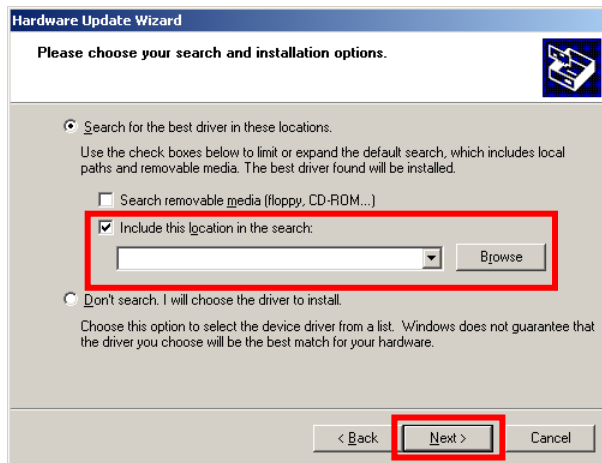 Hardware Update Wizard
Please choose your search and installation options.
Search for the best driver in these locations.
Use the check boxes below to limit or expand the default search, which includes local
paths and removable media. The best driver found will be installed.
Search removable media (floppy, CD-ROM...)
Include this location in the search:
Browse
Don't search. I will choose the driver to install.
Choose this option to select the device driver from a list. Windows does not guarantee that
the driver you choose will be the best match for your hardware.
< Back Next > Cancel